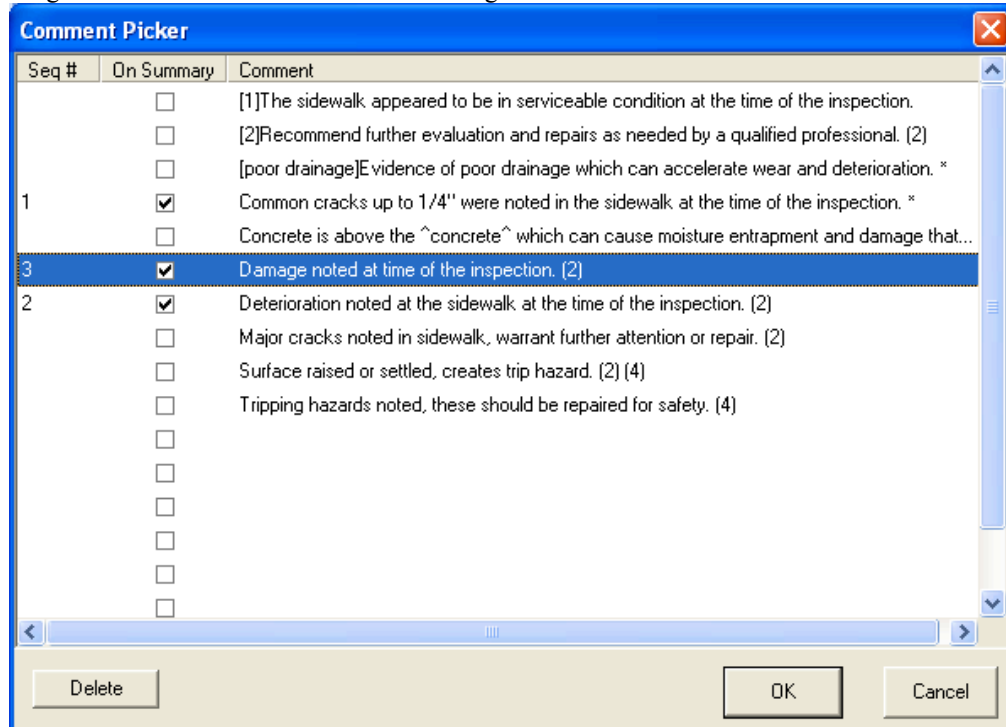 Comment Picker
Seq # On Summary Comment
[1]The sidewalk appeared to be in serviceable condition at the time of the inspection.
[2]Recommend further evaluation and repairs as needed by a qualified professional. (2)
[poor drainage]Evidence of poor drainage which can accelerate wear and deterioration. *
1 Common cracks up to 1/4" were noted in the sidewalk at the time of the inspection. *
Concrete is above the ^concrete^ which can cause moisture entrapment and damage that...
3 Damage noted at time of the inspection. (2)
2 Deterioration noted at the sidewalk at the time of the inspection. (2)
Major cracks noted in sidewalk, warrant further attention or repair. (2)
Surface raised or settled, creates trip hazard. (2) (4)
Tripping hazards noted, these should be repaired for safety. (4)
Delete OK Cancel